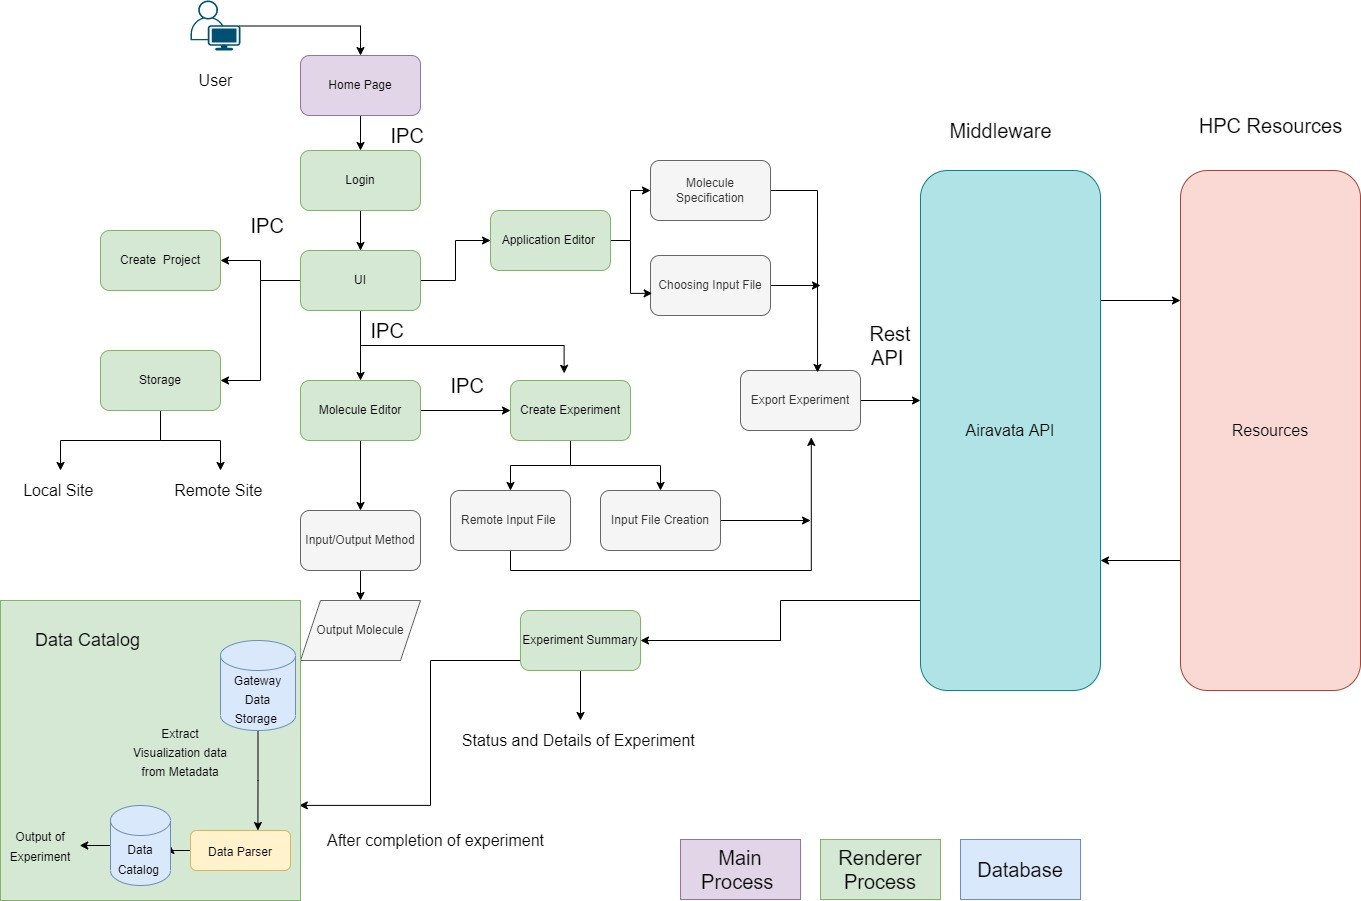 User
Home Page
IPC
Login
IPC
Create  Project
UI
Application Editor
Molecule
Specification
Choosing Input File
Middleware
HPC Resources
Storage
Local Site
Remote Site
IPC
Molecule Editor
IPC
Create Experiment
Rest
API
Export Experiment
Airavata API
Resources
Remote Input File
Input File Creation
Input/Output Method
Output Molecule
Experiment Summary
Status and Details of Experiment
Data Catalog
Gateway
Data
Storage
Extract
Visualization data
from Metadata
Output of
Experiment
Data
Catalog
Data Parser
After completion of experiment
Main
Process
Renderer
Process
Database